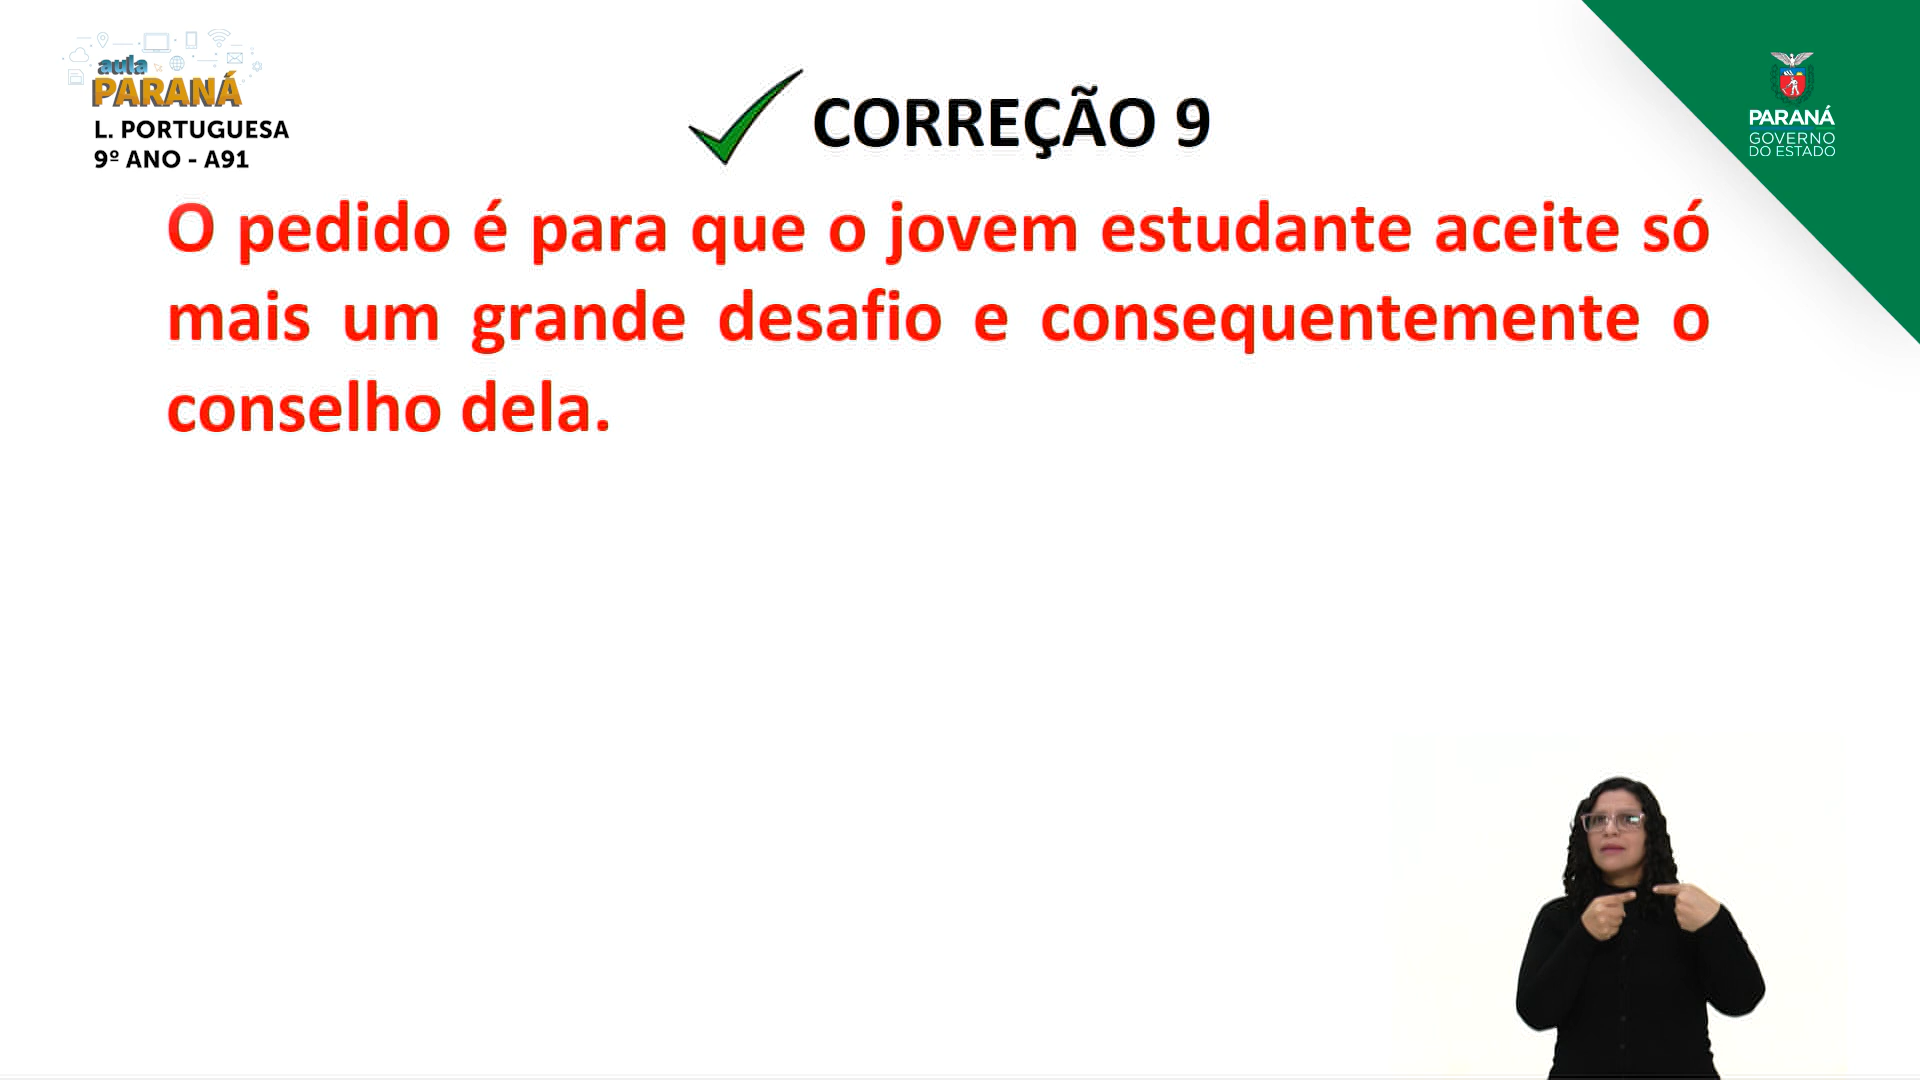 aula
PARANÁ
L. PORTUGUESA
9º ANO - A91
CORREÇÃO 9
PARANÁ
GOVERNO
DO ESTADO
O pedido é para que o jovem estudante aceite só
mais um grande desafio e consequentemente o
conselho dela.